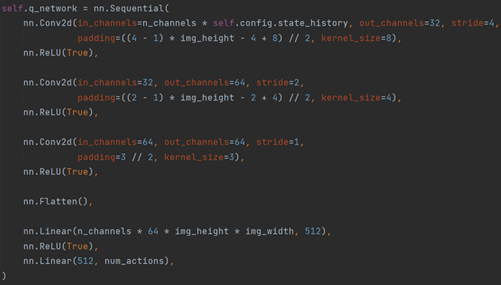 self.q_network = nn.Sequential(
nn.Conv2d(in_channels=n_channels * self.config.state_history, out_channels=32, stride=4,
padding=((4 - 1) * img_height - 4 + 8) // 2, kernel_size=8),
nn.ReLU(True),
nn.Conv2d(in_channels=32, out_channels=64, stride=2,
padding=((2 - 1) * img_height - 2 + 4) // 2, kernel_size=4),
nn.ReLU(True),
nn.Conv2d(in_channels=64, out_channels=64, stride=1,
padding=3 // 2, kernel_size=3),
nn.ReLU(True),
nn.Flatten(),
nn.Linear(n_channels * 64 * img_height * img_width, 512),
nn.ReLU(True),
nn.Linear(512, num_actions),
)